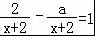 2/(x+2) - a/(x+2) = 1